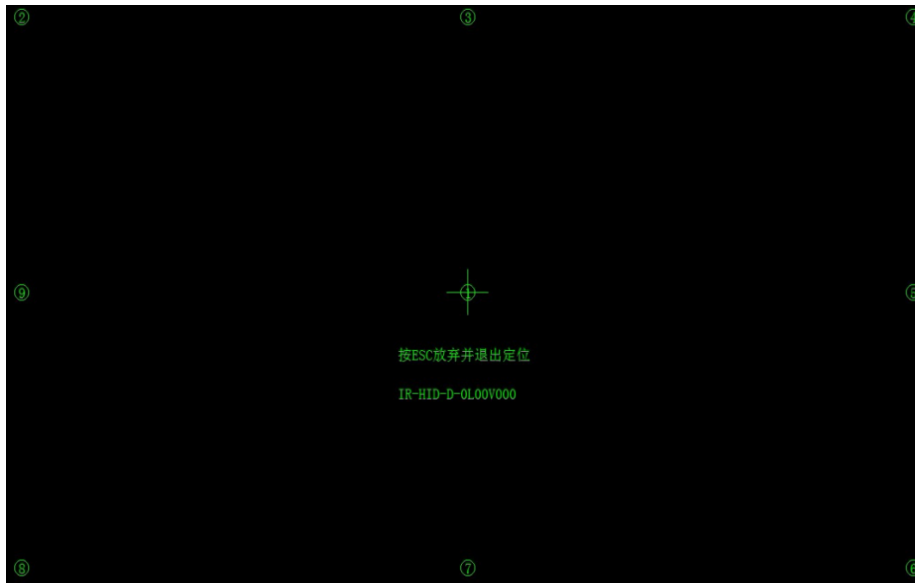 ② ③ ④
⑨ ① ⑤
按ESC放弃并退出定位
IR-HID-D-0L00V000
⑧ ⑦ ⑥